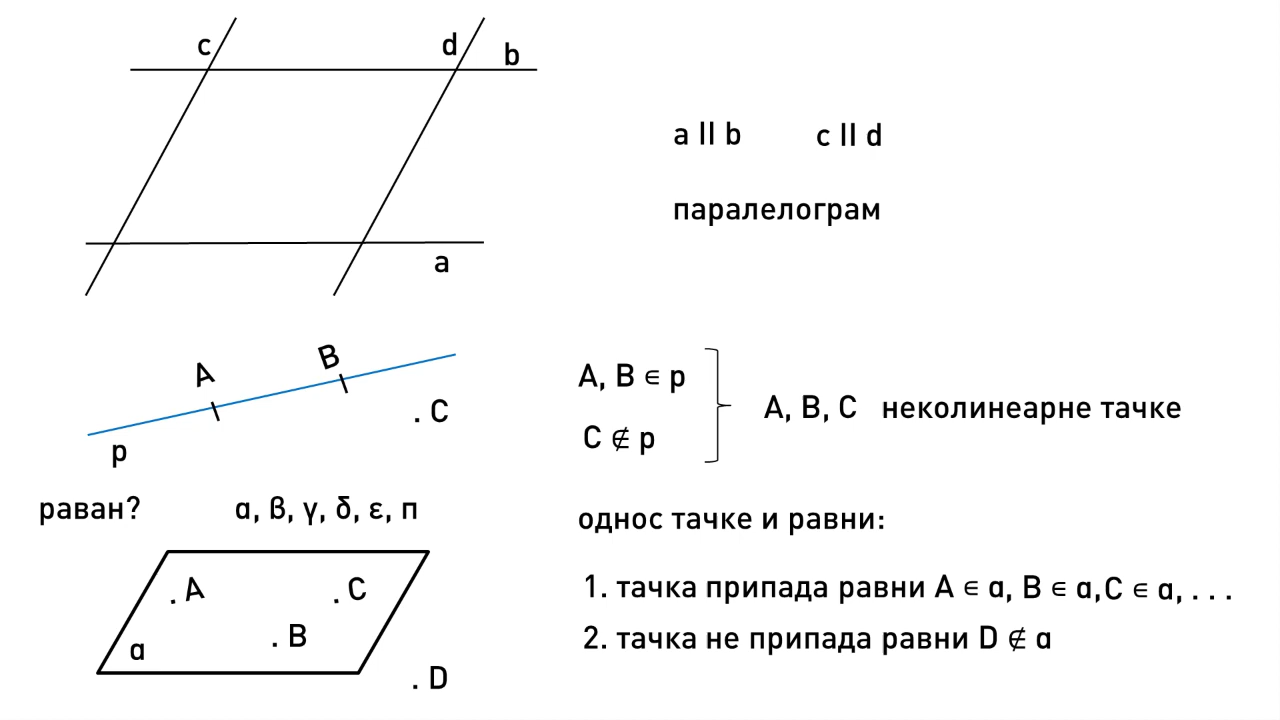 c d b
a
a II b c II d
паралелограм
A B
. C
p
A, B ∈ p
C ∉ p
A, B, C неколинеарне тачке
раван? α, β, γ, δ, ε, π
. A . C
. B
α
. D
однос тачке и равни:
1. тачка припада равни A ∈ α, B ∈ α, C ∈ α, . . .
2. тачка не припада равни D ∉ α